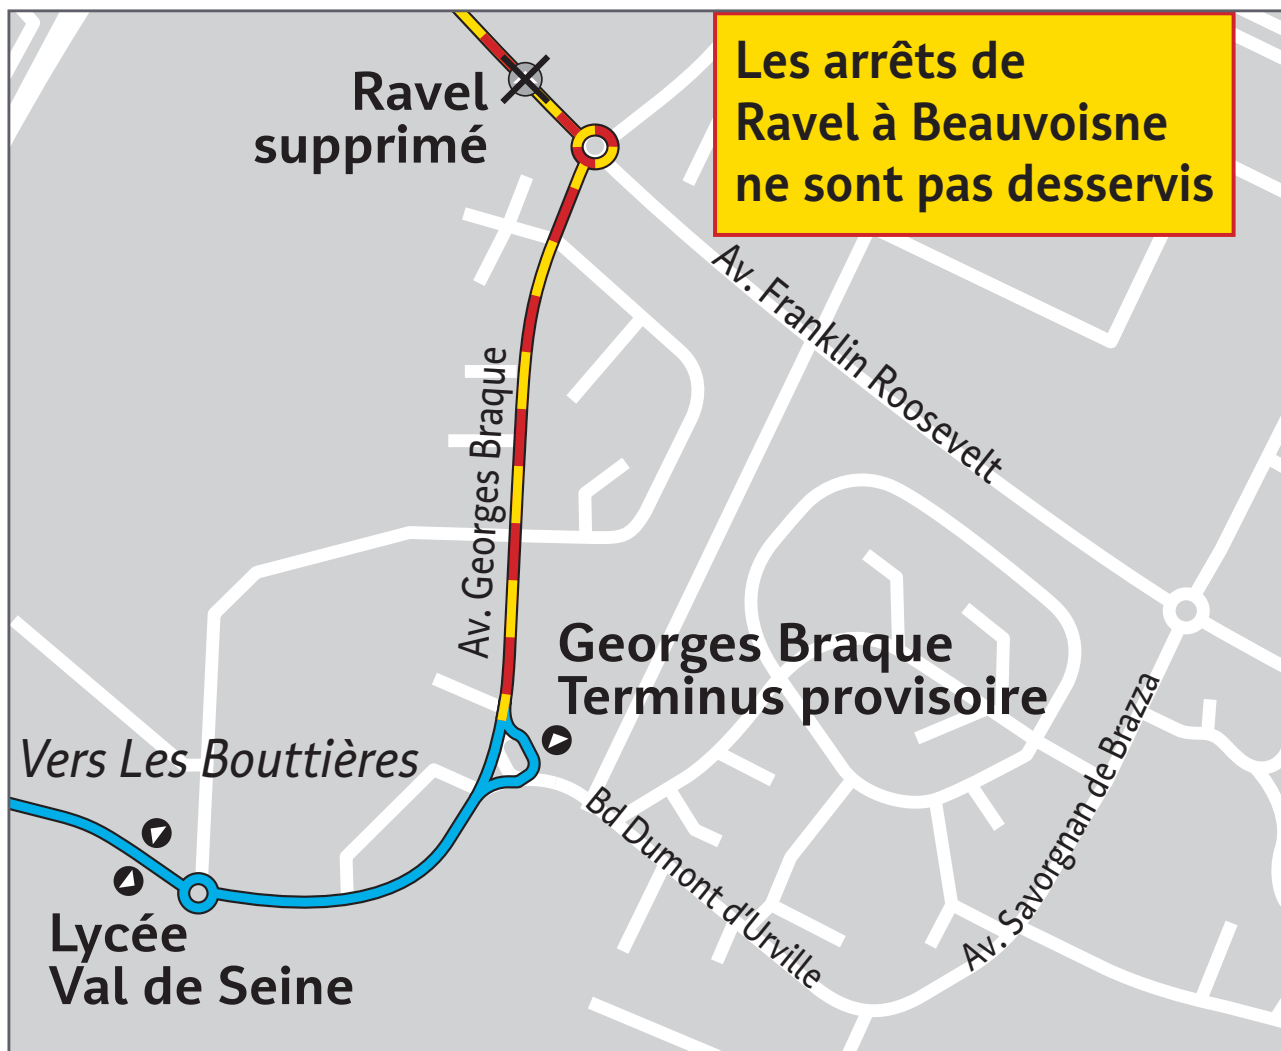 Les arrêts de
Ravel à Beauvoisne
ne sont pas desservis
Ravel
supprimé
Av. Franklin Roosevelt
Av. Georges Braque
Georges Braque
Terminus provisoire
Vers Les Bouttières
Bd Dumont d'Urville
Av. Savorgnan de Brazza
Lycée
Val de Seine